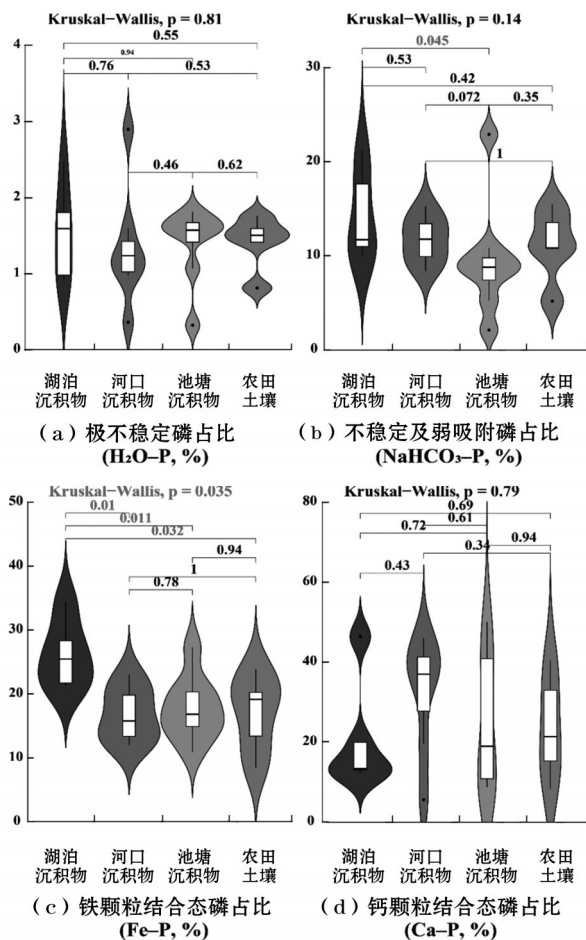 Kruskal–Wallis, p = 0.81
0.55
0.94
0.76
0.53
0.46
0.62
4
3
2
1
0
湖泊 河口 池塘 农田
沉积物 沉积物 沉积物 土壤
（a）极不稳定磷占比
(H₂O–P, %)
Kruskal–Wallis, p = 0.14
0.045
0.53
0.42
0.072
0.35
1
30
20
10
0
湖泊 河口 池塘 农田
沉积物 沉积物 沉积物 土壤
（b）不稳定及弱吸附磷占比
(NaHCO₃–P, %)
Kruskal–Wallis, p = 0.035
0.01
0.011
0.032
0.94
1
0.78
50
40
30
20
10
0
湖泊 河口 池塘 农田
沉积物 沉积物 沉积物 土壤
（c）铁颗粒结合态磷占比
(Fe–P, %)
Kruskal–Wallis, p = 0.79
0.69
0.61
0.72
0.94
0.34
0.43
80
60
40
20
0
湖泊 河口 池塘 农田
沉积物 沉积物 沉积物 土壤
（d）钙颗粒结合态磷占比
(Ca–P, %)